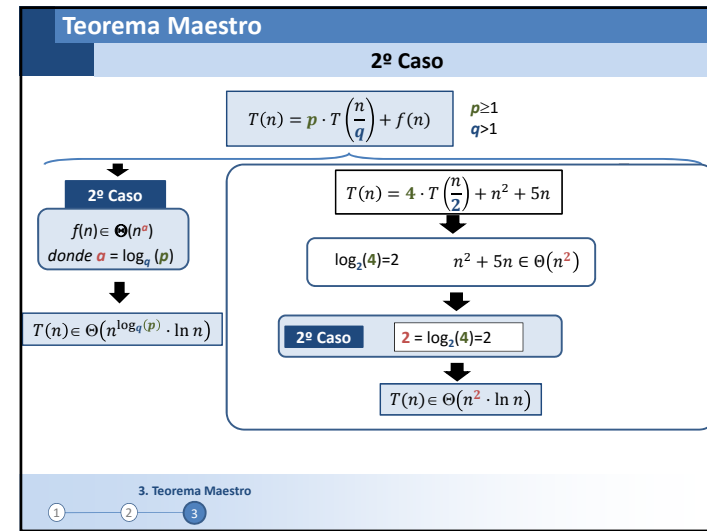 Teorema Maestro
2º Caso
T(n) = p · T(n/q) + f(n)
p≥1
q>1
2º Caso
f(n)∈ Θ(nᵃ)
donde a = log_q (p)
T(n) ∈ Θ(n^{log_q(p)} · ln n)
T(n) = 4 · T(n/2) + n² + 5n
log₂(4)=2 n² + 5n ∈ Θ(n²)
2º Caso 2 = log₂(4)=2
T(n) ∈ Θ(n² · ln n)
3. Teorema Maestro
1 2 3